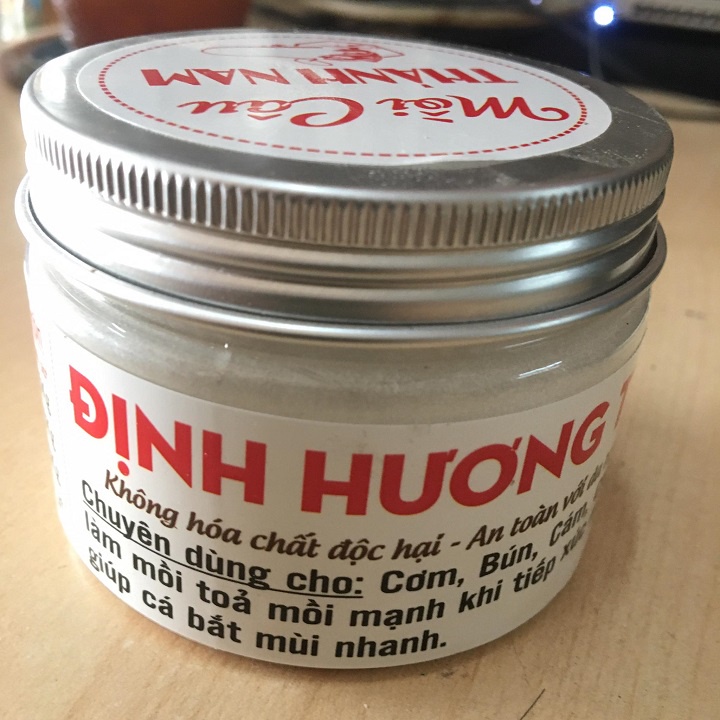 Mồi Câu
THÀNH NAM
ĐỊNH HƯƠNG
Không hóa chất độc hại - An toàn với
Chuyên dùng cho: Cơm, Bún, Cám,
làm mồi toả mồi mạnh khi tiếp xúc
giúp cá bắt mùi nhanh.